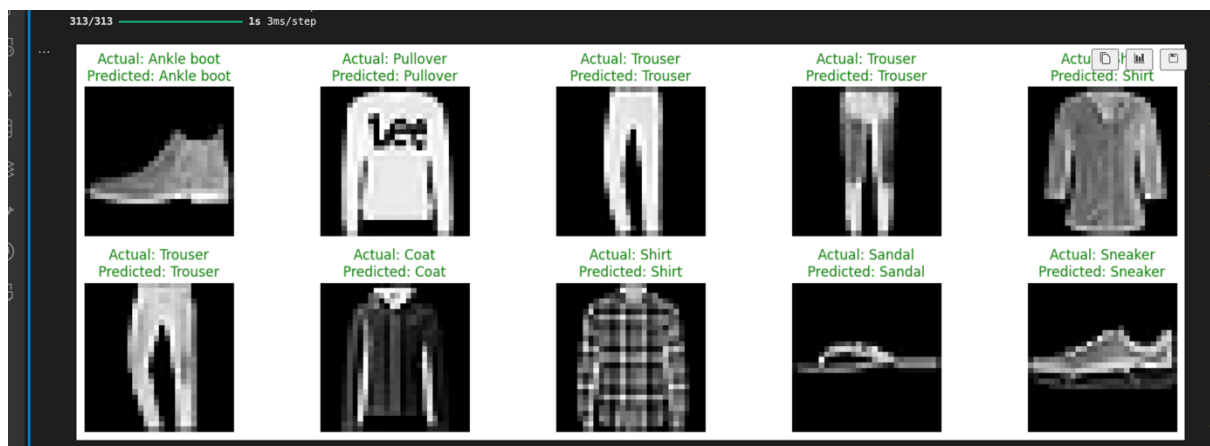 313/313 1s 3ms/step
...
Actual: Ankle boot
Predicted: Ankle boot
Actual: Pullover
Predicted: Pullover
Actual: Trouser
Predicted: Trouser
Actual: Trouser
Predicted: Trouser
Predicted: Shirt
Lee
Actual: Trouser
Predicted: Trouser
Actual: Coat
Predicted: Coat
Actual: Shirt
Predicted: Shirt
Actual: Sandal
Predicted: Sandal
Actual: Sneaker
Predicted: Sneaker